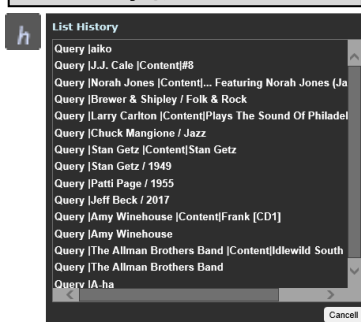 h
List History
Query |aiko
Query |J.J. Cale |Content|#8
Query |Norah Jones |Content|... Featuring Norah Jones (Ja
Query |Brewer & Shipley / Folk & Rock
Query |Larry Carlton |Content|Plays The Sound Of Philadel
Query |Chuck Mangione / Jazz
Query |Stan Getz |Content|Stan Getz
Query |Stan Getz / 1949
Query |Patti Page / 1955
Query |Jeff Beck / 2017
Query |Amy Winehouse |Content|Frank [CD1]
Query |Amy Winehouse
Query |The Allman Brothers Band |Content|Idlewild South
Query |The Allman Brothers Band
Query |A-ha
Cancell